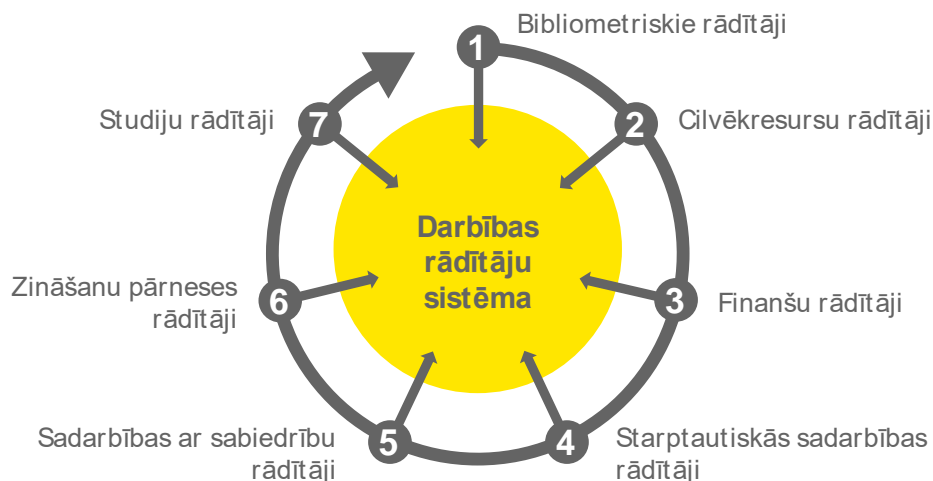 1
Bibliometriskie rādītāji
2
Cilvēkresursu rādītāji
3
Finanšu rādītāji
4
Starptautiskās sadarbības
rādītāji
5
Sadarbības ar sabiedrību
rādītāji
6
Zināšanu pārneses
rādītāji
7
Studiju rādītāji
Darbības
rādītāju
sistēma